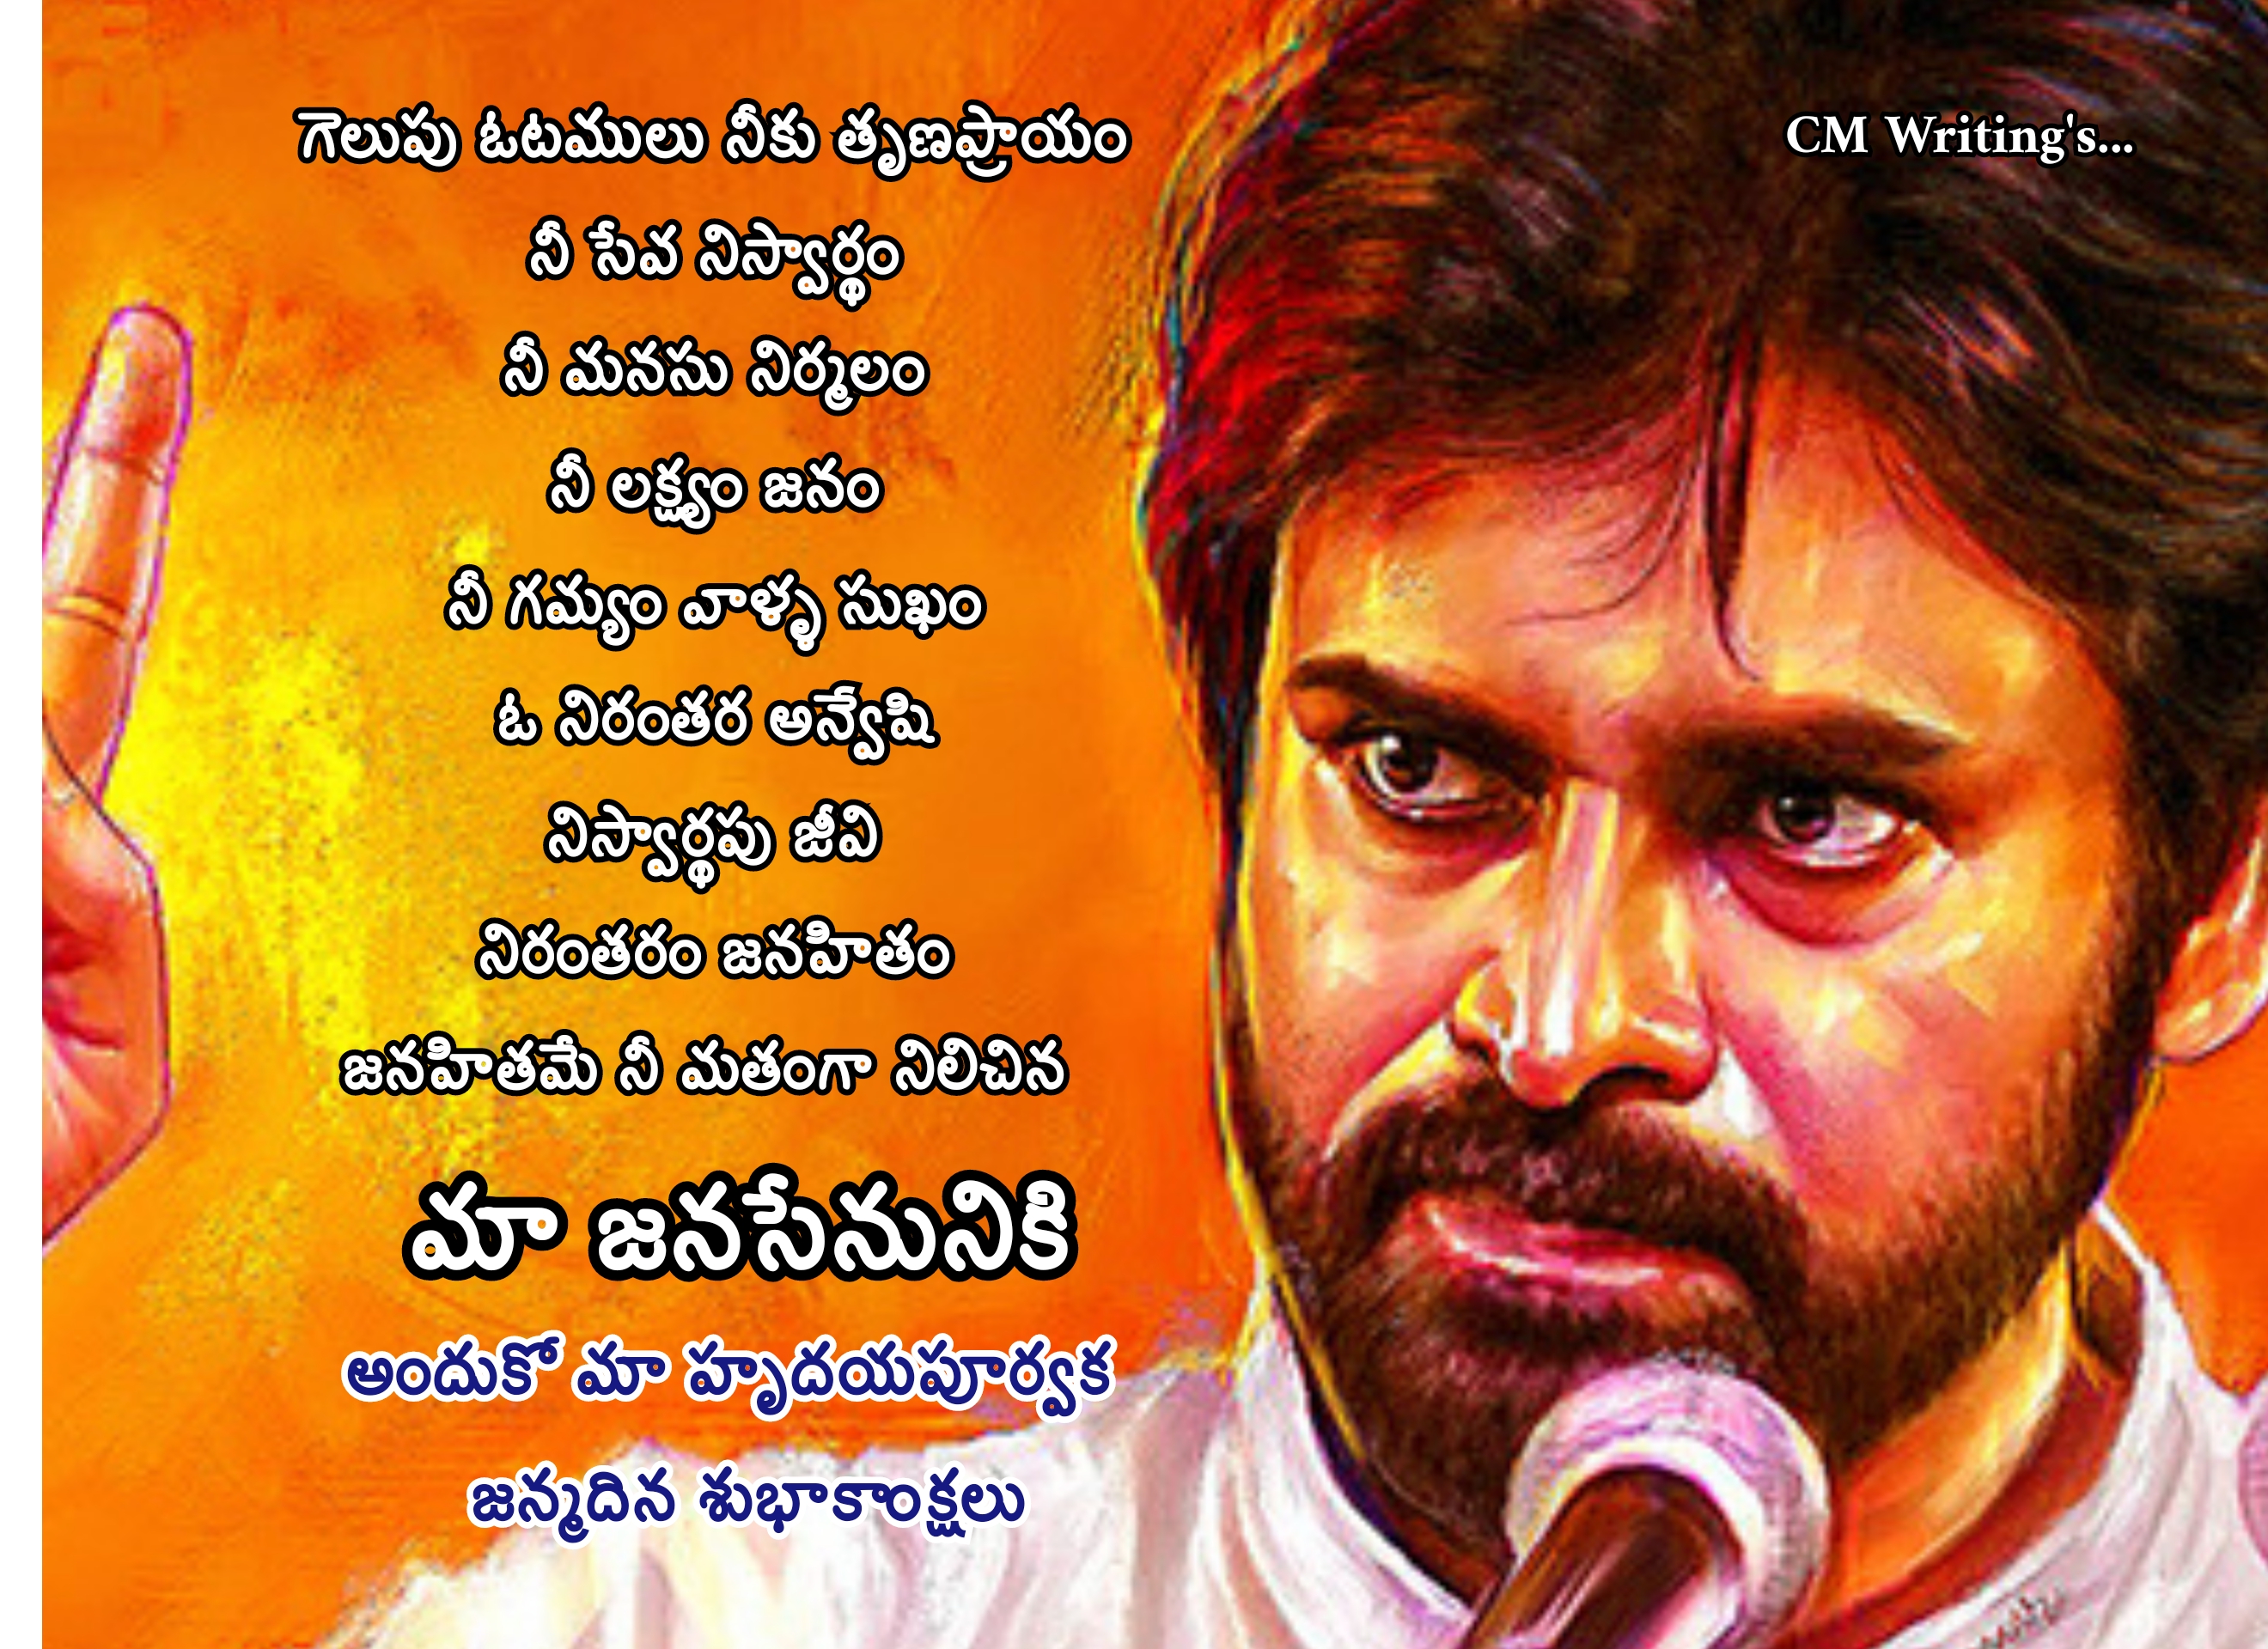 గెలుపు ఓటములు నీకు తృణప్రాయం
CM Writing's...
నీ సేవ నిస్వార్థం
నీ మనసు నిర్మలం
నీ లక్ష్యం జనం
నీ గమ్యం వాళ్ళ సుఖం
ఓ నిరంతర అన్వేషి
నిస్వార్థపు జీవి
నిరంతరం జనహితం
జనహితమే నీ మతంగా నిలిచిన
మా జనసేనునికి
అందుకో మా హృదయపూర్వక
జన్మదిన శుభాకాంక్షలు